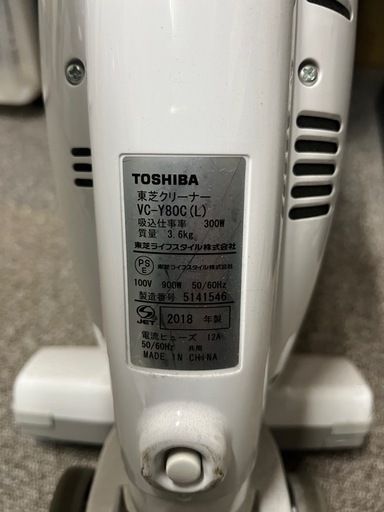 TOSHIBA
東芝クリーナー
VC-Y80C(L)
吸込仕事率 300W
質量 3.6kg
東芝ライフスタイル株式会社
PS E 東芝ライフスタイル株式会社
100V 900W 50/60Hz
製造番号 5141546
S JET 2018 年製
電流ヒューズ 12A
50/60Hz 共用
MADE IN CHINA